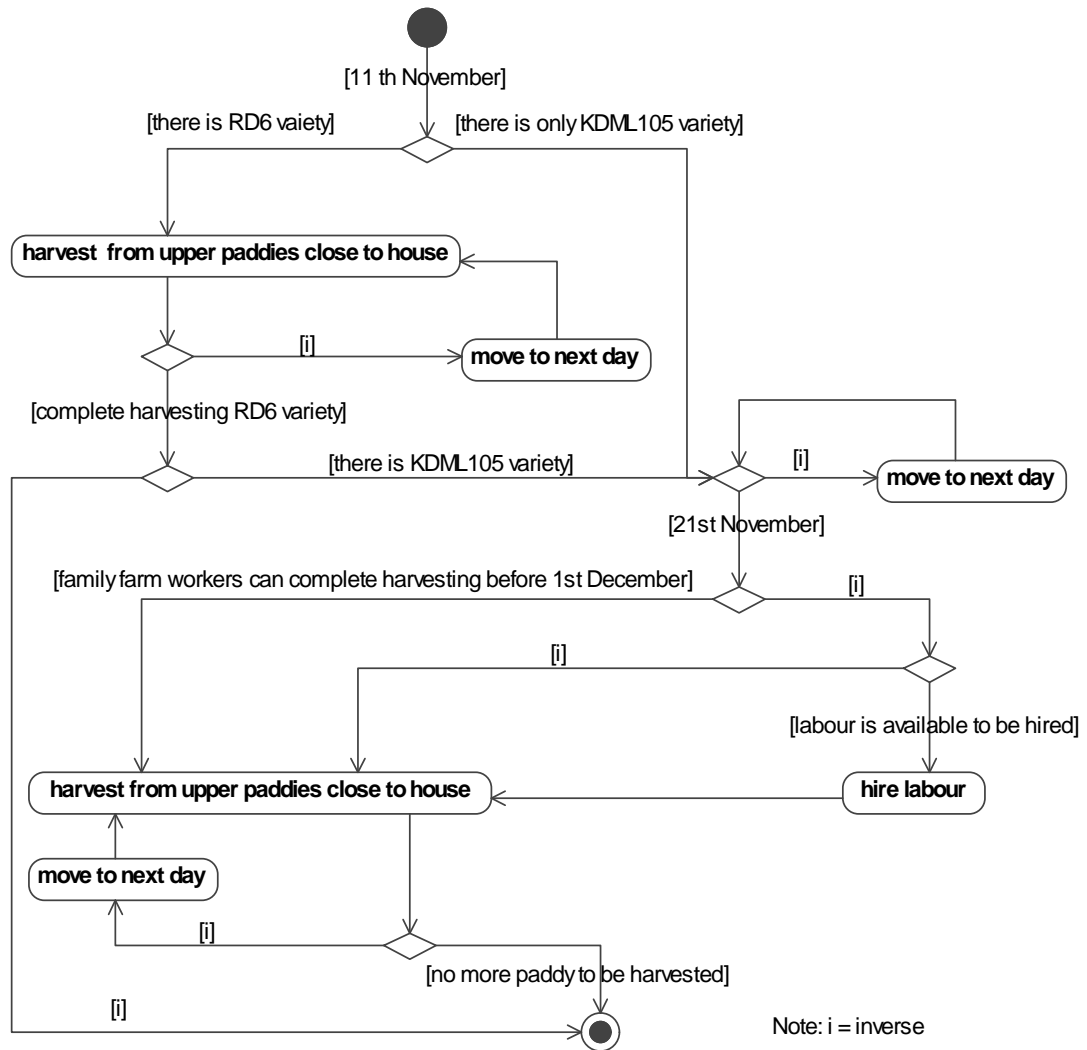 [11 th November]
[there is RD6 vaiety]
[there is only KDML105 variety]
harvest from upper paddies close to house
[i]
move to next day
[complete harvesting RD6 variety]
[there is KDML105 variety]
[i]
move to next day
[21st November]
[family farm workers can complete harvesting before 1st December]
[i]
[i]
[labour is available to be hired]
harvest from upper paddies close to house
hire labour
move to next day
[i]
[no more paddy to be harvested]
[i]
Note: i = inverse